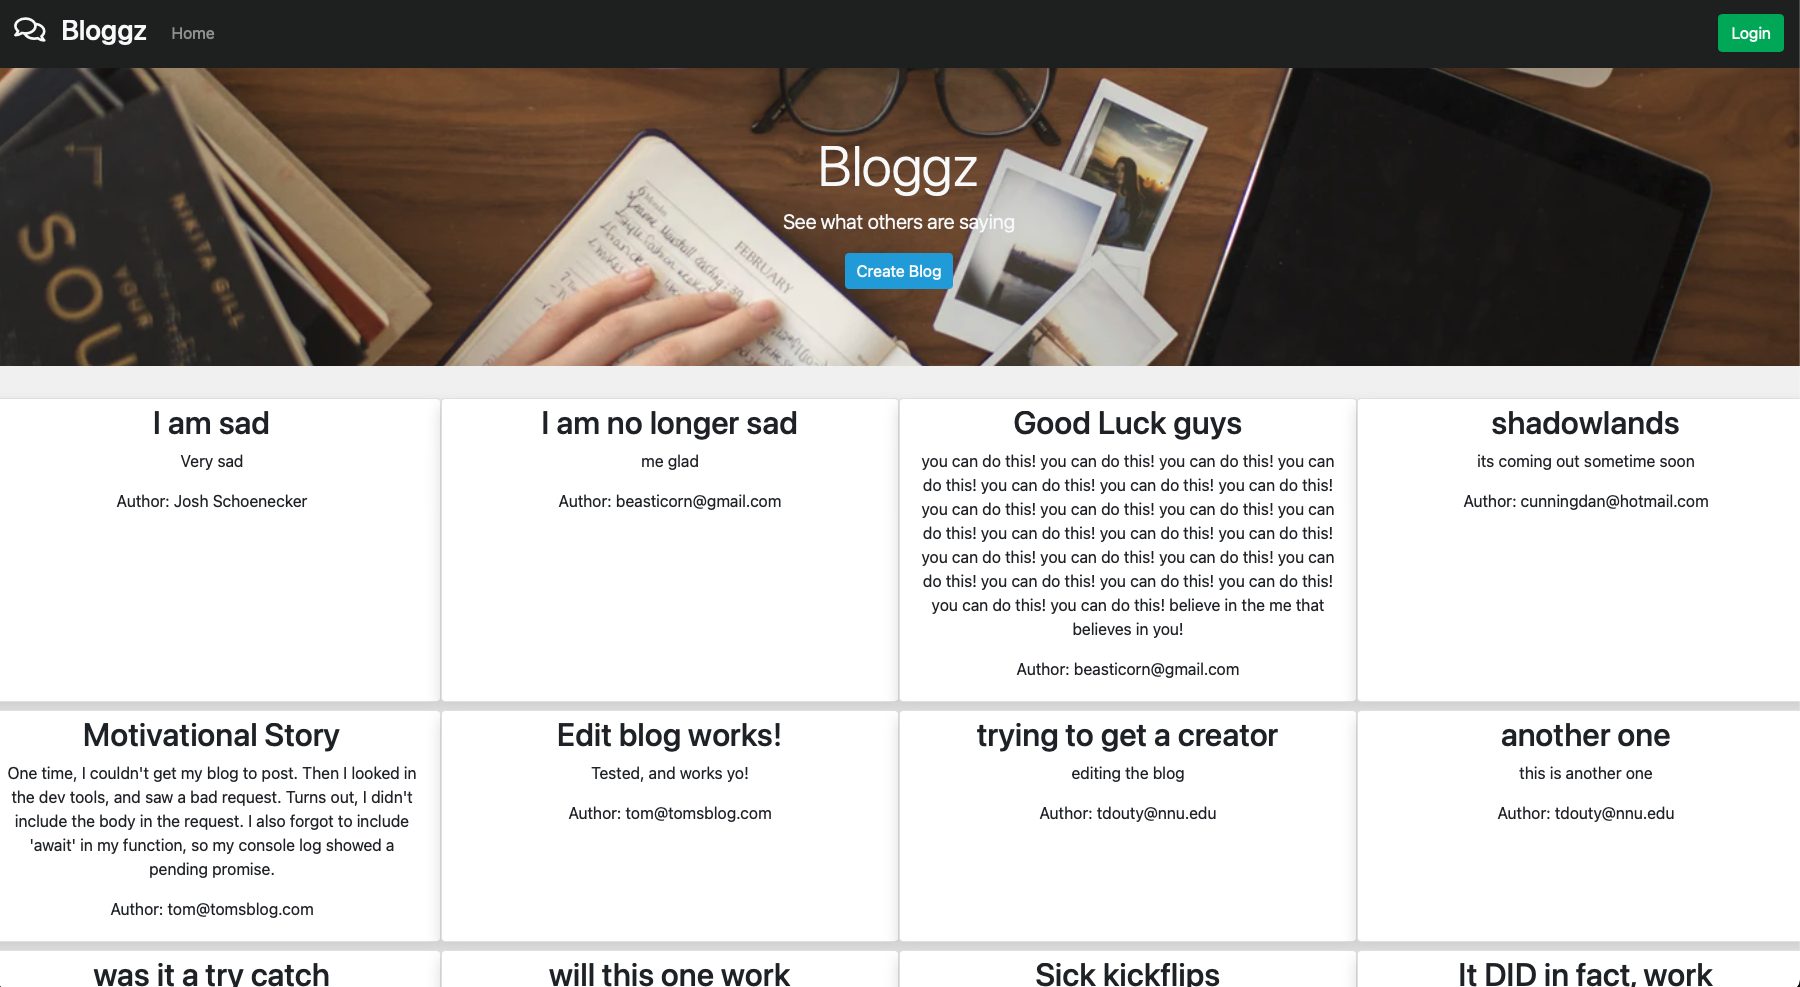 Bloggz
Home
Login
SOU
NIKITA GILL
YOUR
FEBRUARY
Bloggz
See what others are saying
Create Blog
I am sad
Very sad
Author: Josh Schoenecker
I am no longer sad
me glad
Author: beasticorn@gmail.com
Good Luck guys
you can do this! you can do this! you can do this! you can
do this! you can do this! you can do this! you can do this!
you can do this! you can do this! you can do this! you can
do this! you can do this! you can do this! you can do this!
you can do this! you can do this! you can do this! you can
do this! you can do this! you can do this! you can do this!
you can do this! you can do this! believe in the me that
believes in you!
Author: beasticorn@gmail.com
shadowlands
its coming out sometime soon
Author: cunningdan@hotmail.com
Motivational Story
One time, I couldn't get my blog to post. Then I looked in
the dev tools, and saw a bad request. Turns out, I didn't
include the body in the request. I also forgot to include
'await' in my function, so my console log showed a
pending promise.
Author: tom@tomsblog.com
Edit blog works!
Tested, and works yo!
Author: tom@tomsblog.com
trying to get a creator
editing the blog
Author: tdouty@nnu.edu
another one
this is another one
Author: tdouty@nnu.edu
was it a try catch
will this one work
Sick kickflips
It DID in fact, work